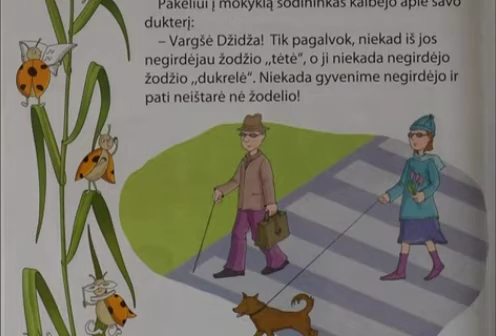 Pakeliui į mokyklą sodininkas kalbėjo apie savo
dukterį:
– Vargšė Džidža! Tik pagalvok, niekad iš jos
negirdėjau žodžio „tėtė“, o ji niekada negirdėjo
žodžio „dukrelė“. Niekada gyvenime negirdėjo ir
pati neištarė nė žodelio!